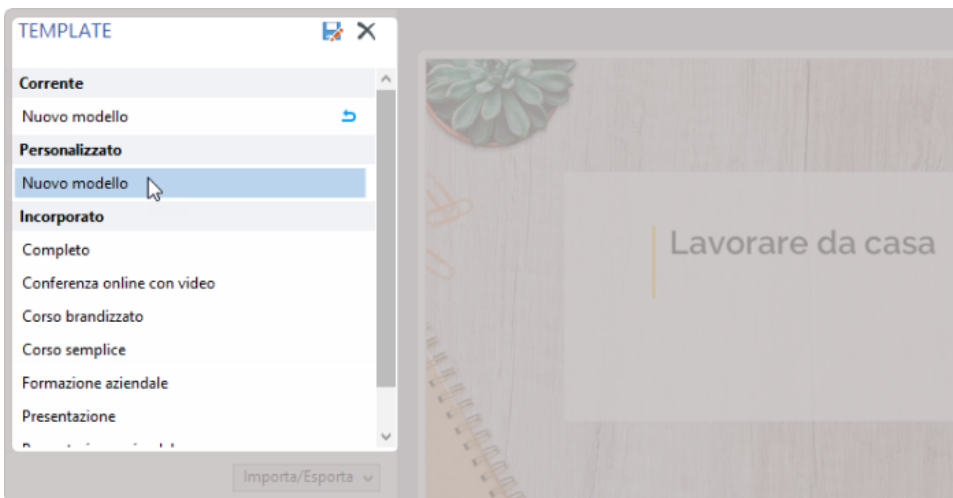 TEMPLATE
Corrente
Nuovo modello
Personalizzato
Nuovo modello
Incorporato
Completo
Conferenza online con video
Corso brandizzato
Corso semplice
Formazione aziendale
Presentazione
Importa/Esporta
Lavorare da casa